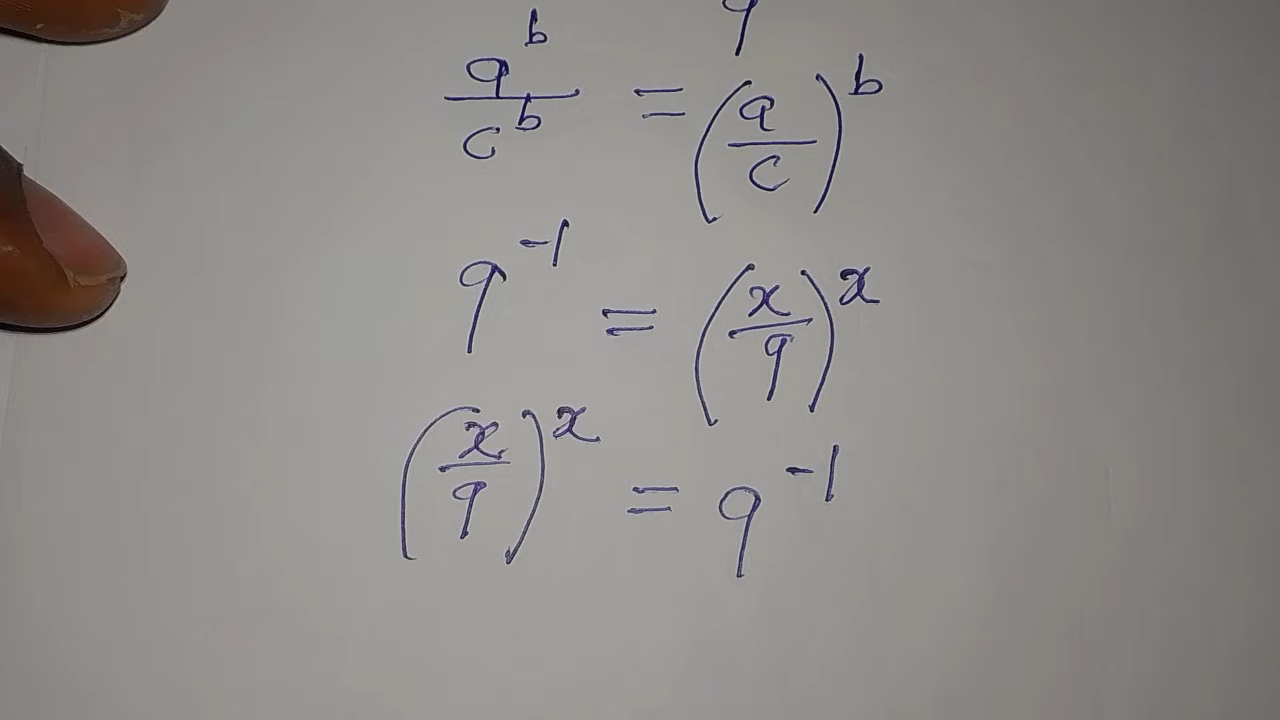 a^b/c^b = (a/c)^b
9^-1 = (x/9)^x
(x/9)^x = 9^-1